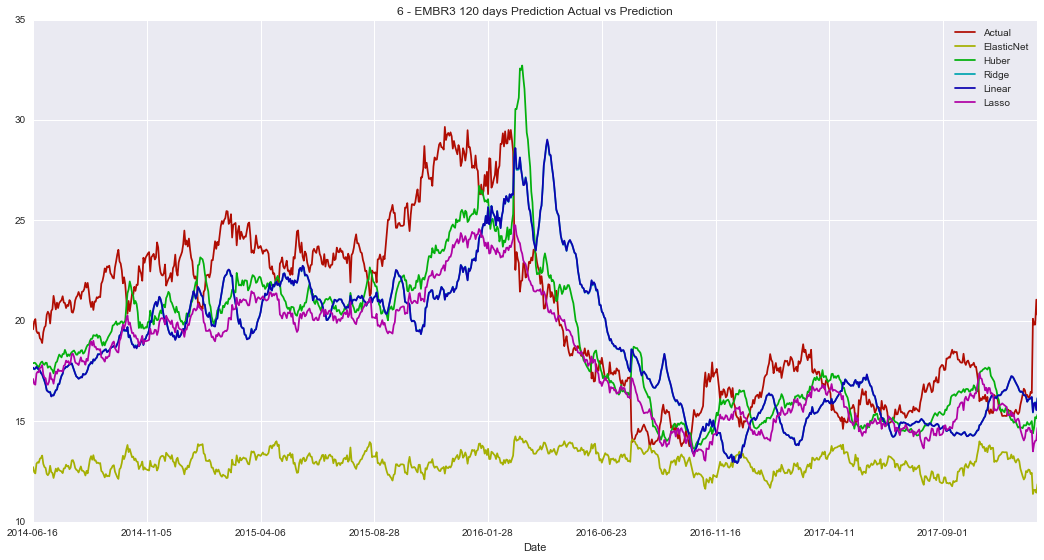 6 - EMBR3 120 days Prediction Actual vs Prediction
35
30
25
20
15
10
Actual
ElasticNet
Huber
Ridge
Linear
Lasso
2014-06-16 2014-11-05 2015-04-06 2015-08-28 2016-01-28 2016-06-23 2016-11-16 2017-04-11 2017-09-01
Date